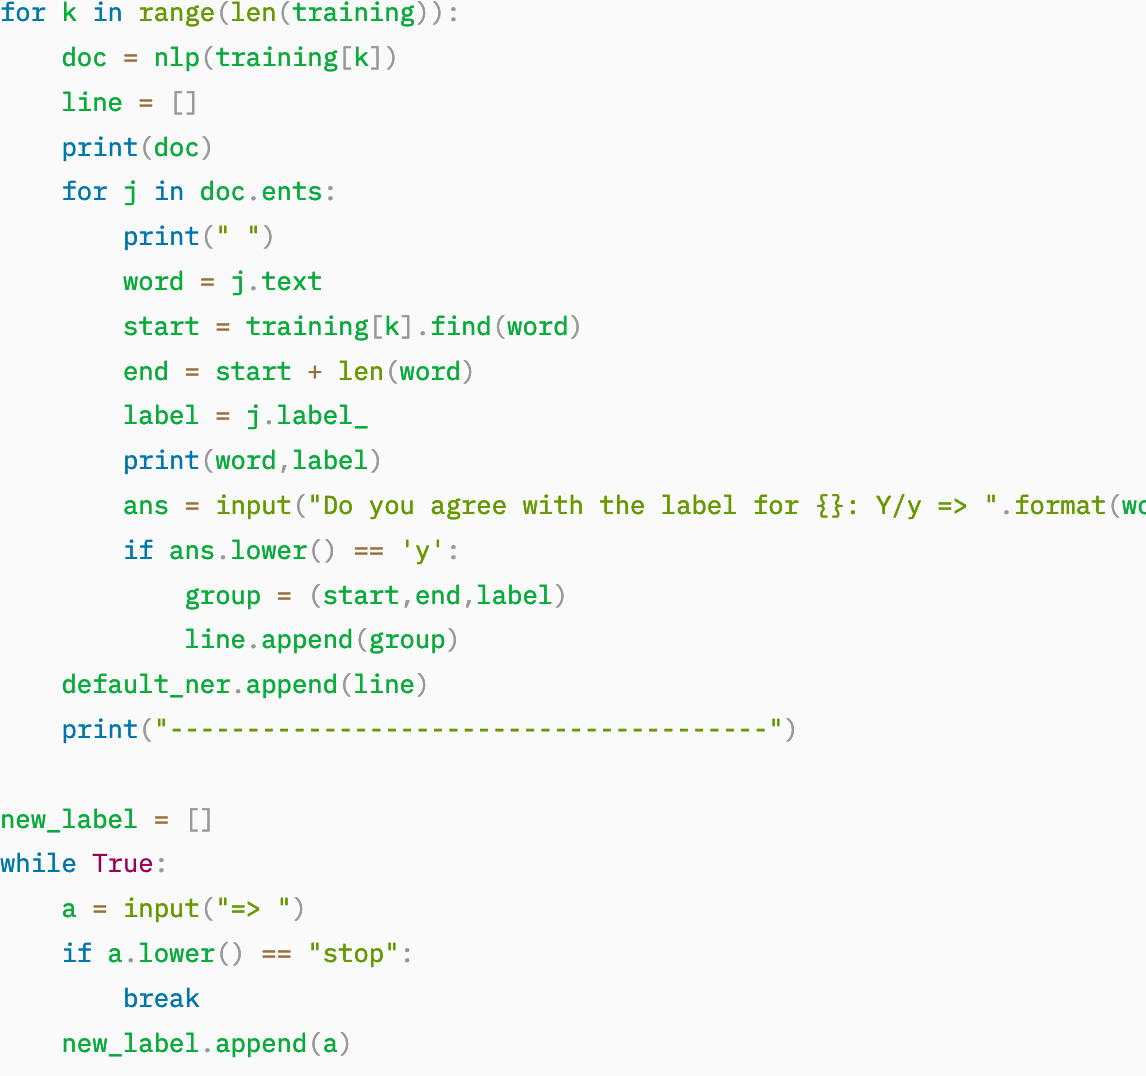 for k in range(len(training)):
    doc = nlp(training[k])
    line = []
    print(doc)
    for j in doc.ents:
        print(" ")
        word = j.text
        start = training[k].find(word)
        end = start + len(word)
        label = j.label_
        print(word,label)
        ans = input("Do you agree with the label for {}: Y/y => ".format(
        if ans.lower() == 'y':
            group = (start,end,label)
            line.append(group)
    default_ner.append(line)
    print("---------------------------------------")

new_label = []
while True:
    a = input("=> ")
    if a.lower() == "stop":
        break
    new_label.append(a)